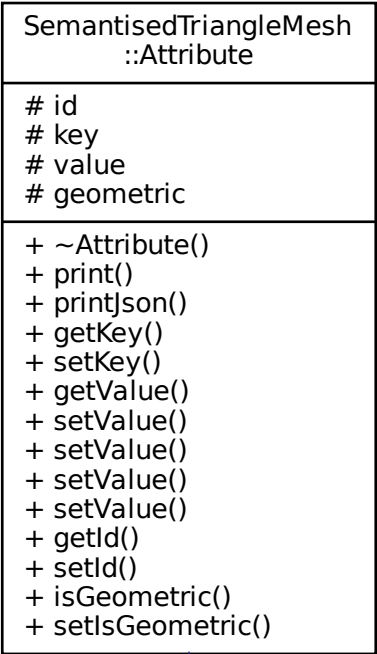 SemantisedTriangleMesh
::Attribute
# id
# key
# value
# geometric
+ ~Attribute()
+ print()
+ printJson()
+ getKey()
+ setKey()
+ getValue()
+ setValue()
+ setValue()
+ setValue()
+ setValue()
+ getId()
+ setId()
+ isGeometric()
+ setIsGeometric()